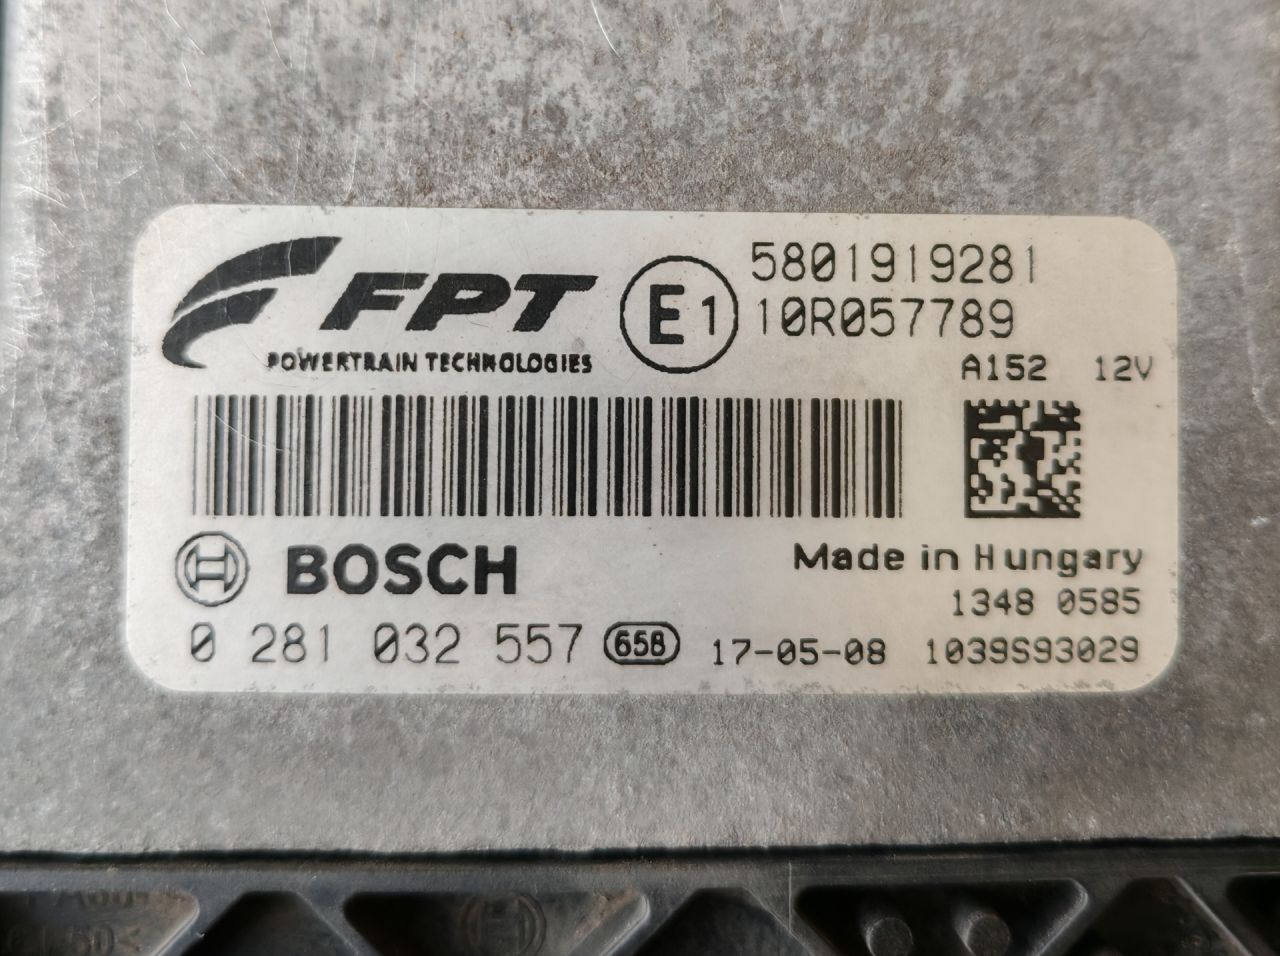 FPT
POWERTRAIN TECHNOLOGIES
E1
5801919281
10R057789
A152 12V
BOSCH
Made in Hungary
1348 0585
0 281 032 557 658 17-05-08 1039S93029